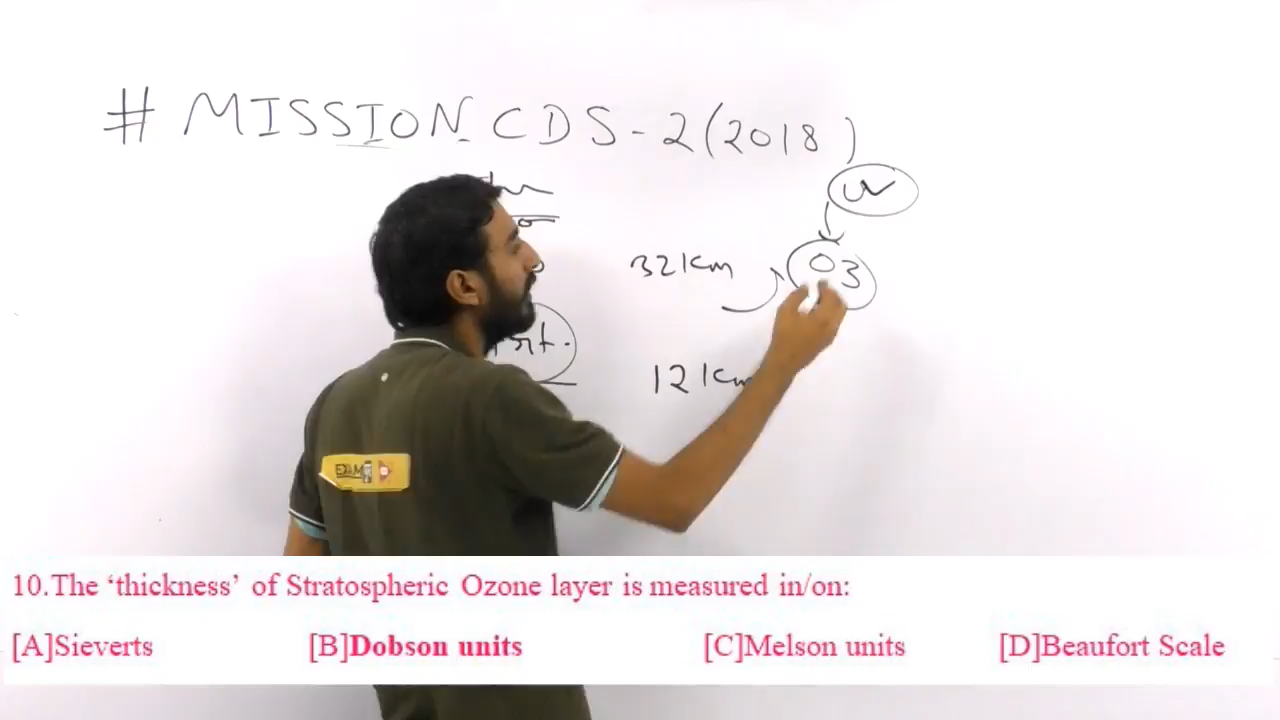 # MISSION CDS-2(2018)
UV
32 Km
O3
12 Km
EXAM
10.The ‘thickness’ of Stratospheric Ozone layer is measured in/on:
[A]Sieverts [B]Dobson units [C]Melson units [D]Beaufort Scale